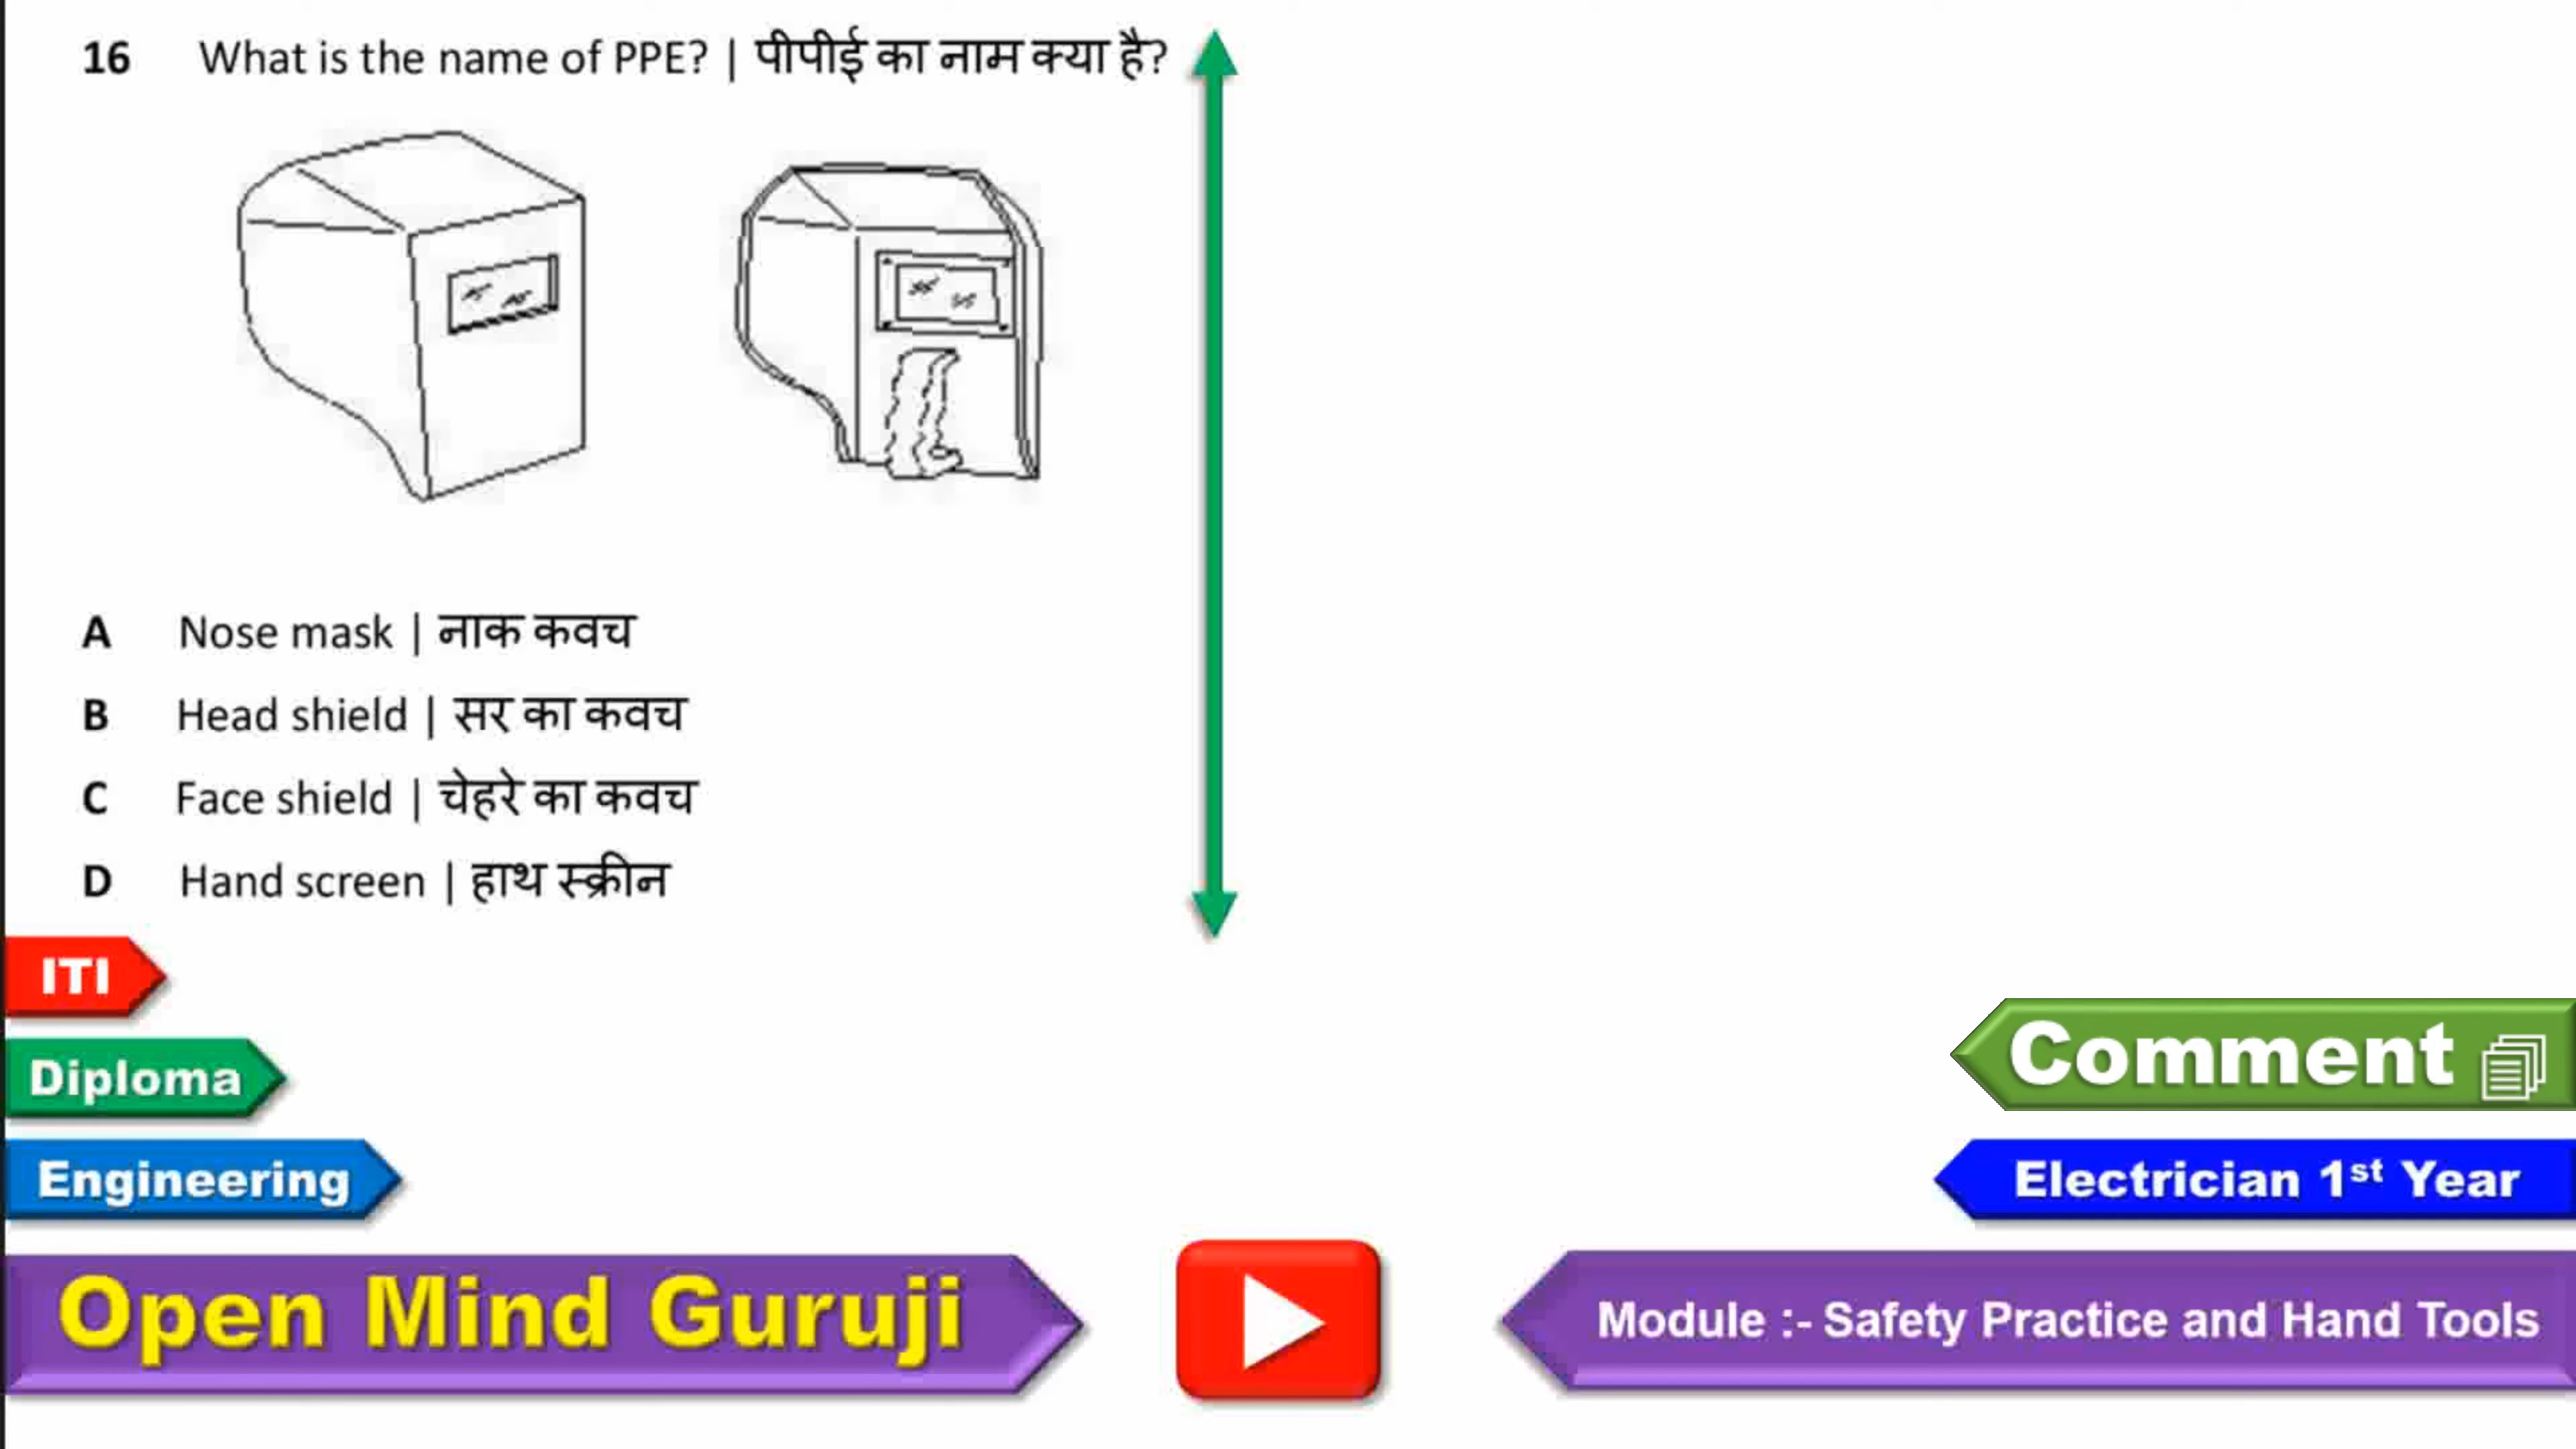 16 What is the name of PPE? | पीपीई का नाम क्या है?
A Nose mask | नाक कवच
B Head shield | सर का कवच
C Face shield | चेहरे का कवच
D Hand screen | हाथ स्क्रीन
ITI
Diploma
Comment
Engineering
Electrician 1st Year
Open Mind Guruji
Module :- Safety Practice and Hand Tools